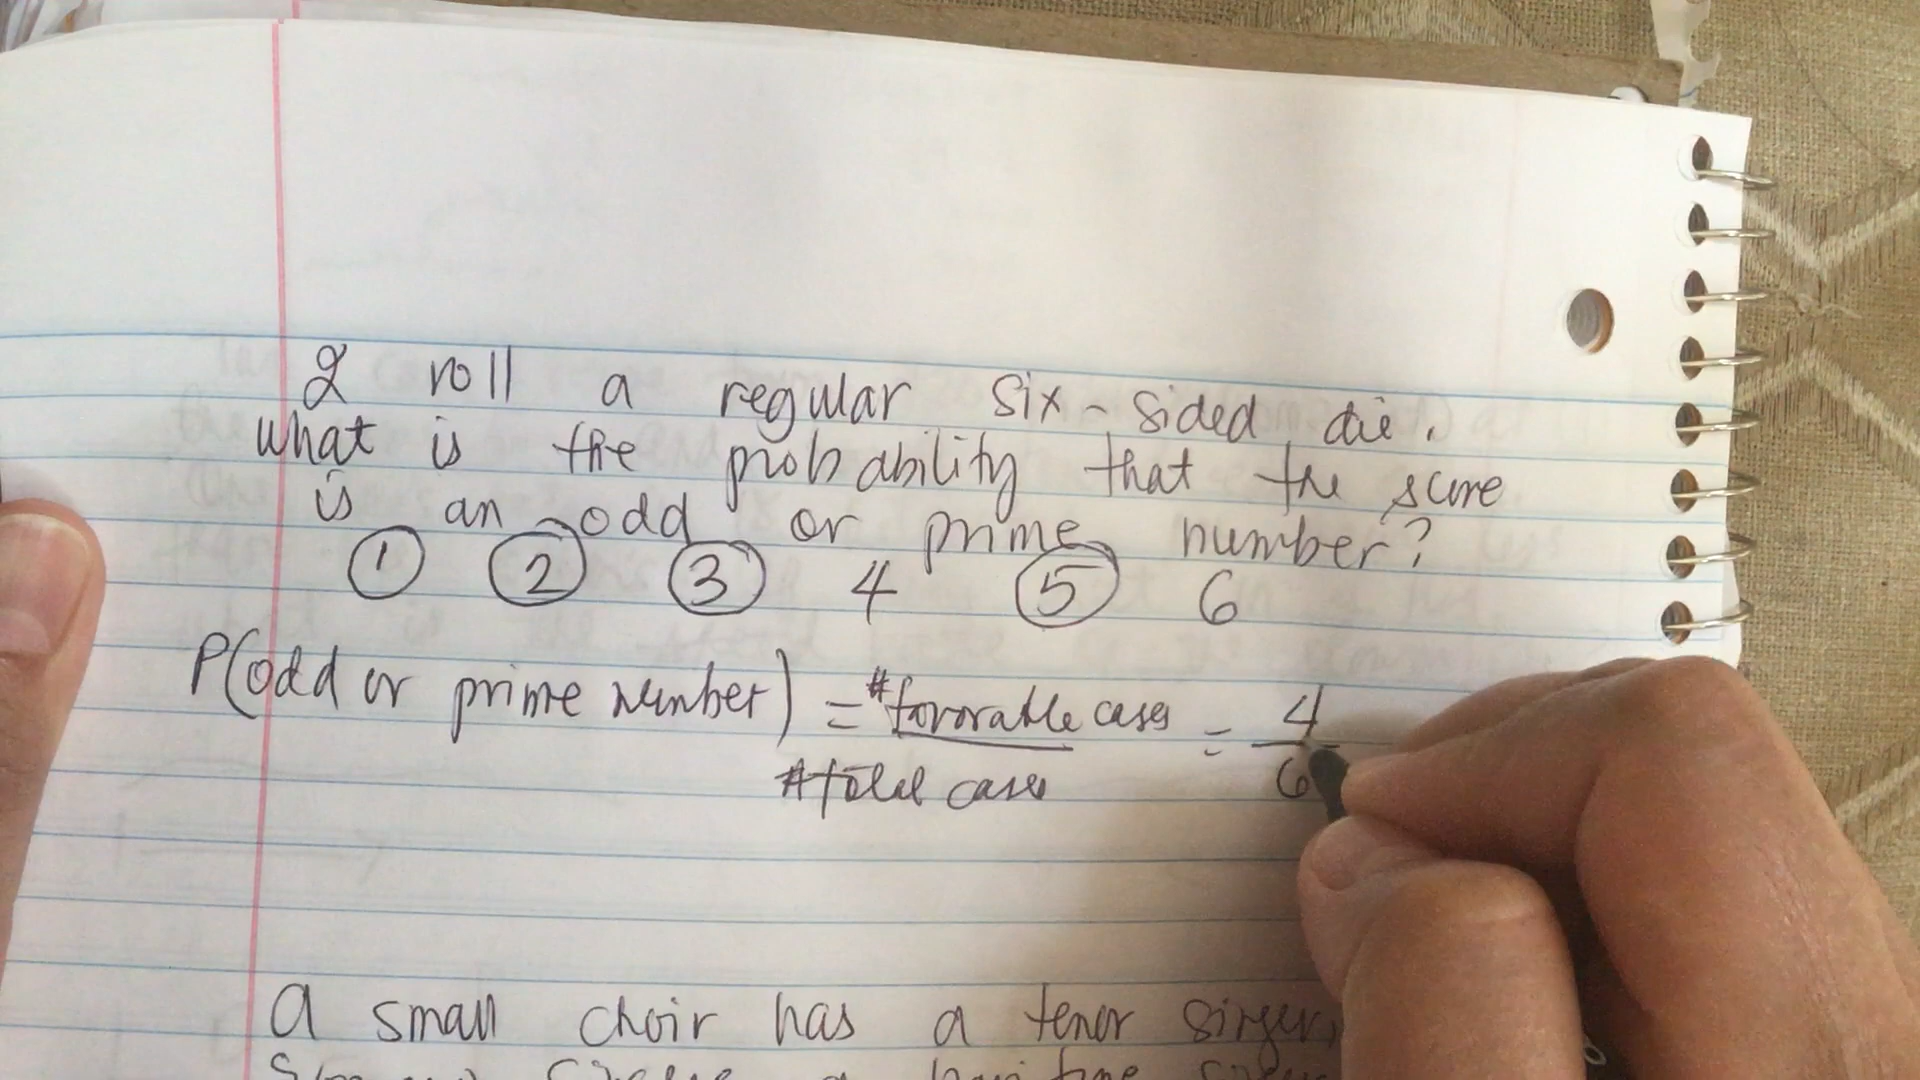 I roll a regular six-sided die.
What is the probability that the score
is an odd or prime number?
1 2 3 4 5 6
P(odd or prime number) = #favorable cases / #total cases = 4/6
A small choir has a tenor singer,